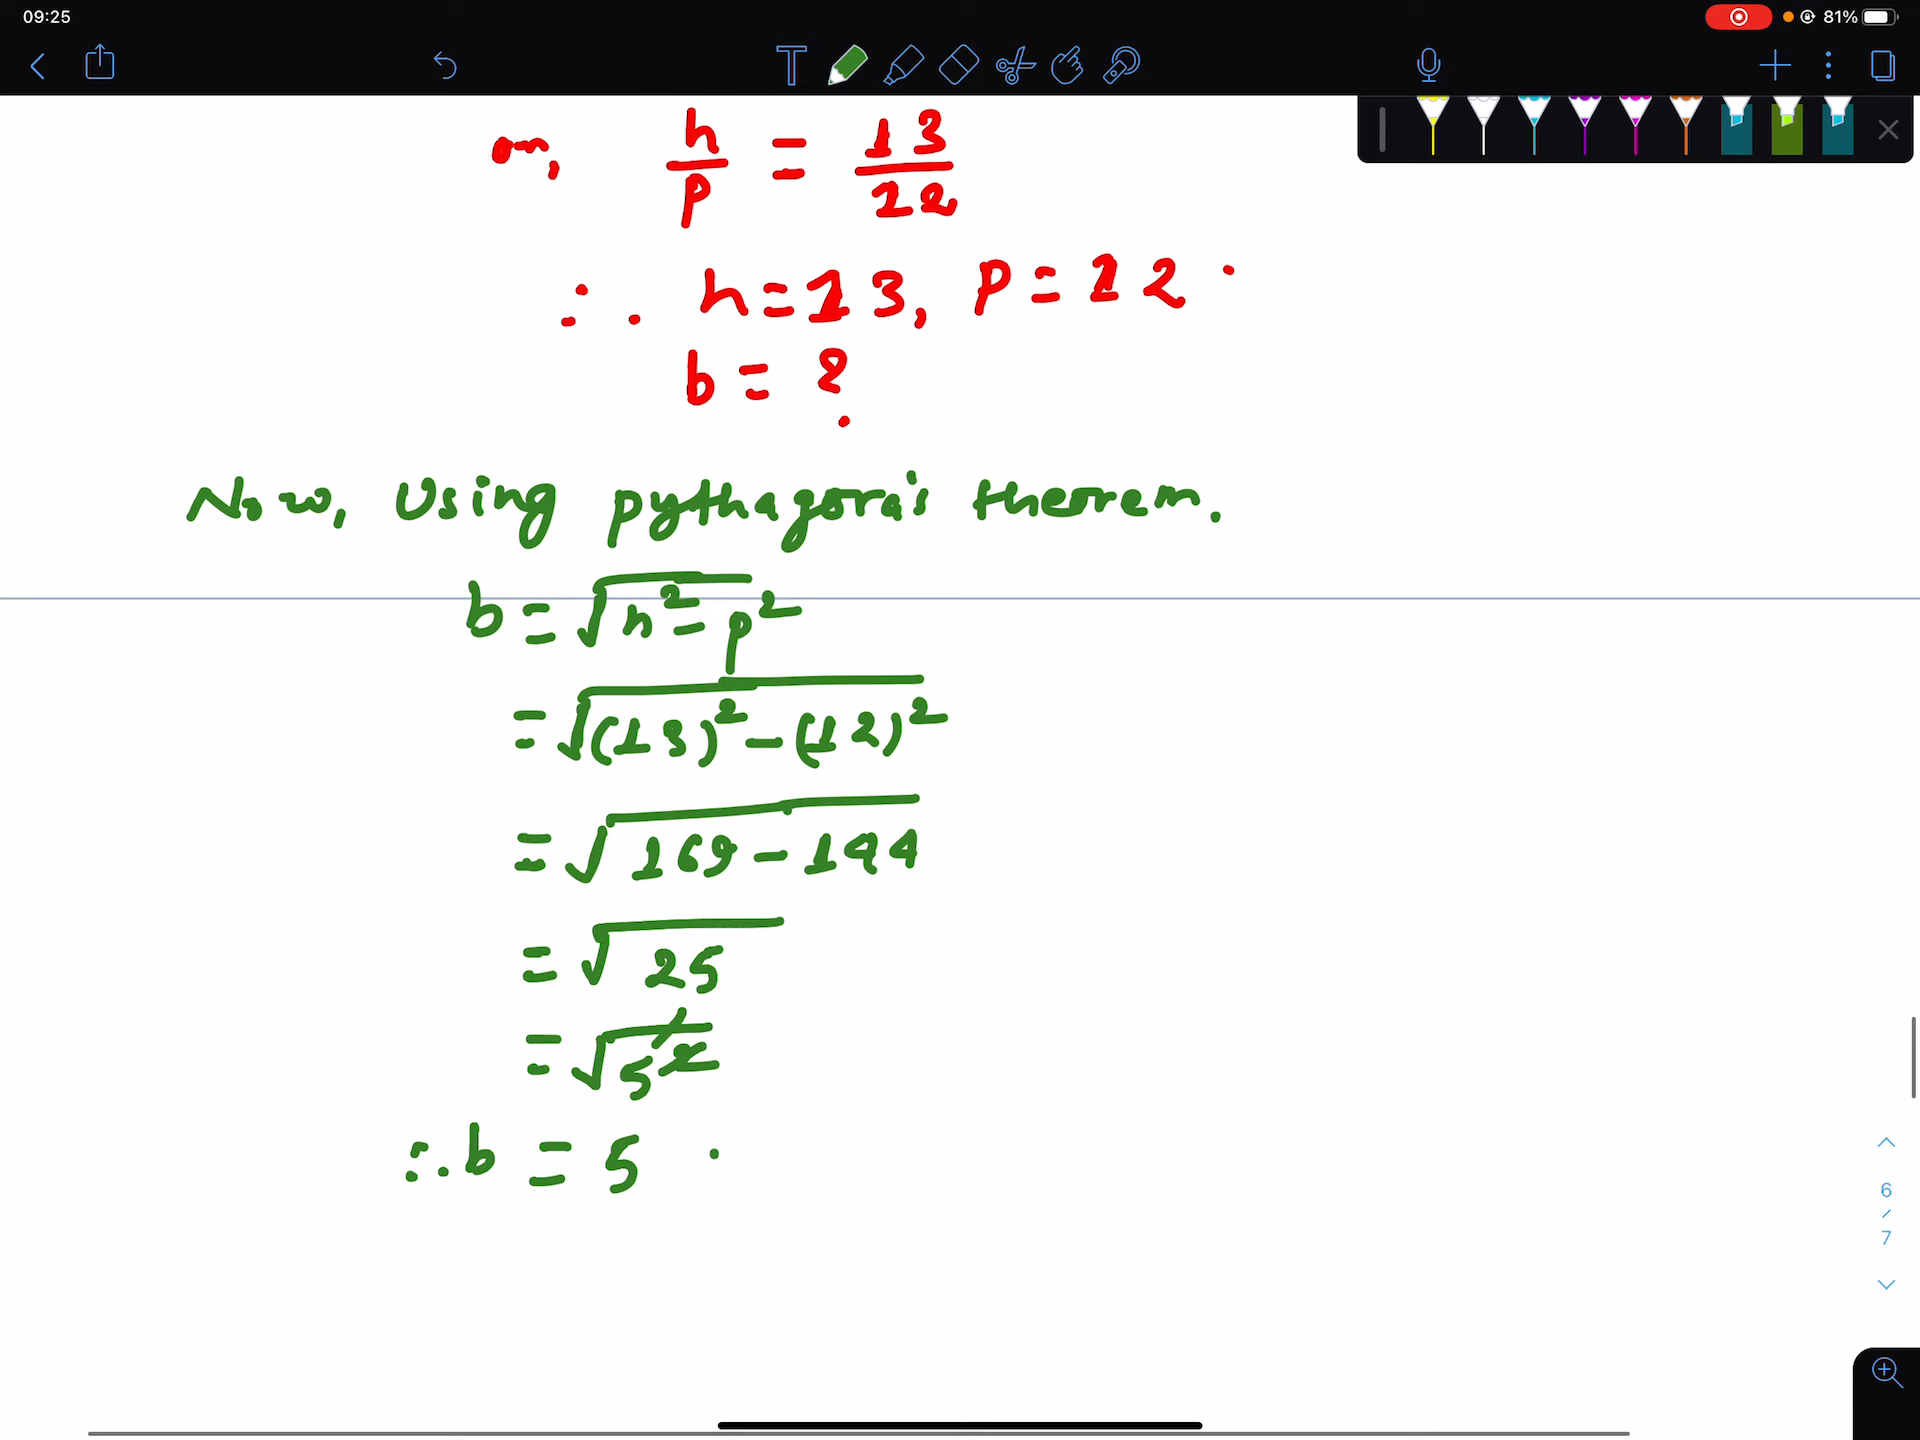 09:25
81%
or, h/p = 13/12
∴ h=13, p=12.
b = ?
Now, Using pythagora's theorem.
b = √h²-p²
= √(13)²-(12)²
= √169-144
= √25
= √5²
∴ b = 5.
6/7